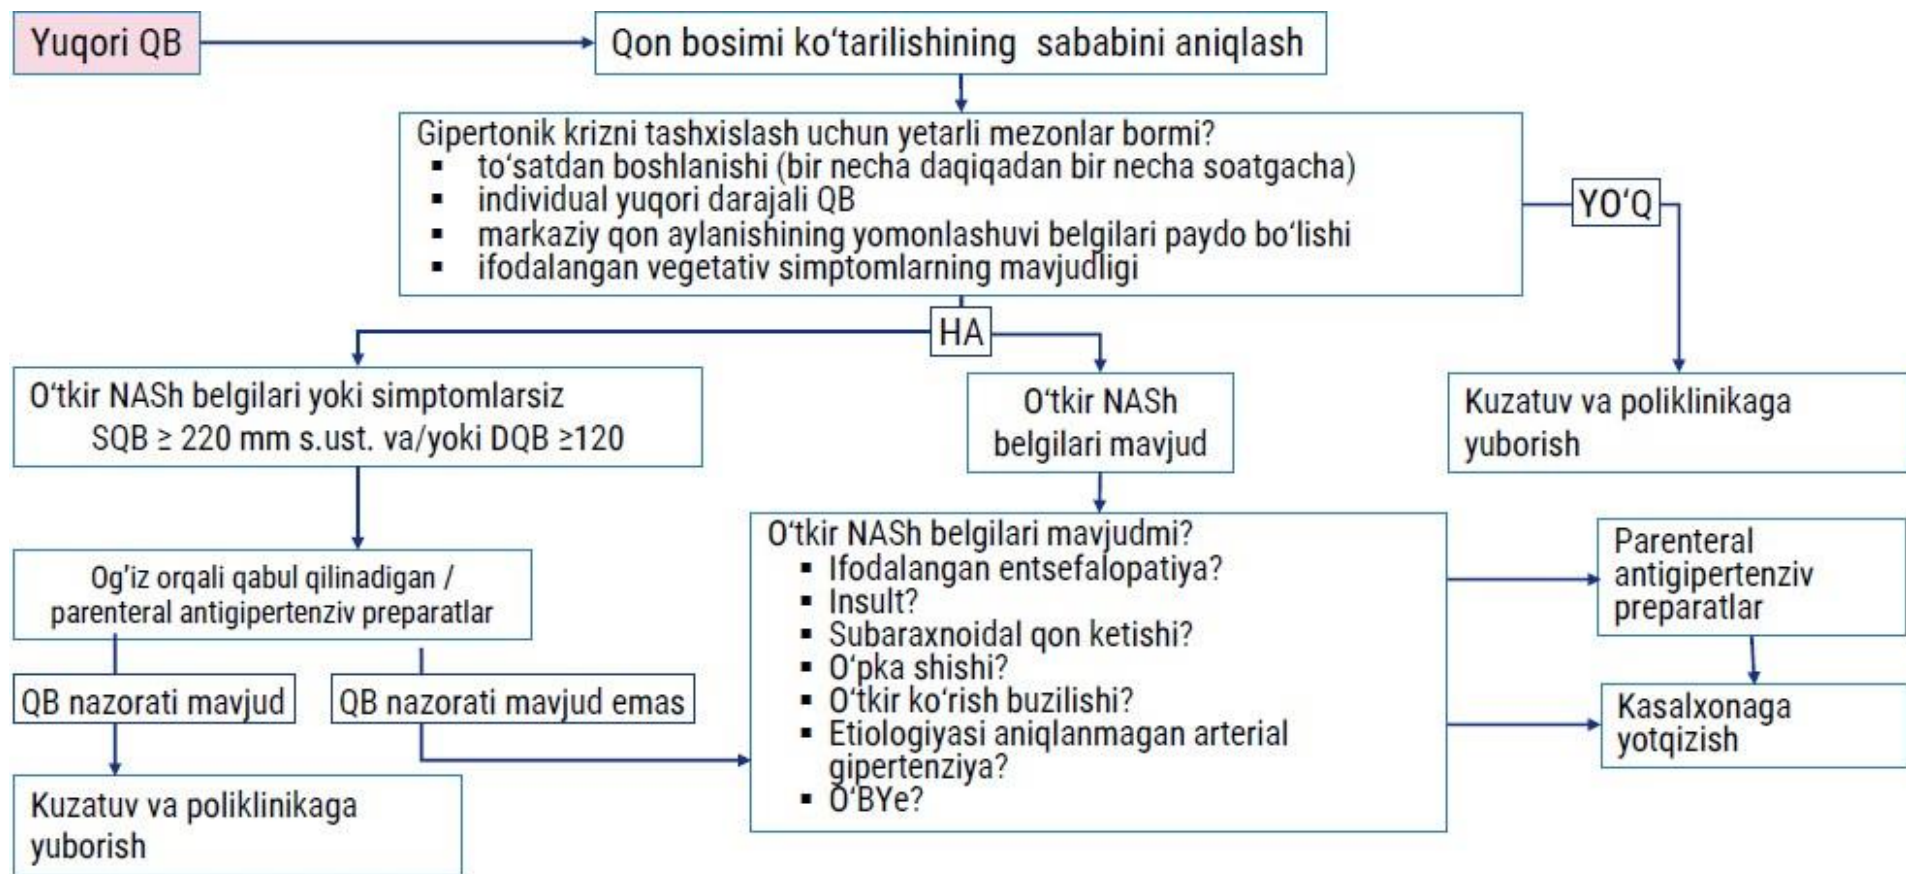 Yuqori QB
Qon bosimi ko‘tarilishining sababini aniqlash
Gipertonik krizni tashxislash uchun yetarli mezonlar bormi?
▪ to‘satdan boshlanishi (bir necha daqiqadan bir necha soatgacha)
▪ individual yuqori darajali QB
▪ markaziy qon aylanishining yomonlashuvi belgilari paydo bo‘lishi
▪ ifodalangan vegetativ simptomlarning mavjudligi
YO‘Q
HA
O‘tkir NASh belgilari yoki simptomlarsiz
SQB ≥ 220 mm s.ust. va/yoki DQB ≥120
O‘tkir NASh
belgilari mavjud
Kuzatuv va poliklinikaga
yuborish
Og’iz orqali qabul qilinadigan /
parenteral antigipertenziv preparatlar
O‘tkir NASh belgilari mavjudmi?
▪ Ifodalangan entsefalopatiya?
▪ Insult?
▪ Subaraxnoidal qon ketishi?
▪ O‘pka shishi?
▪ O‘tkir ko‘rish buzilishi?
▪ Etiologiyasi aniqlanmagan arterial
gipertenziya?
▪ O‘BYe?
Parenteral
antigipertenziv
preparatlar
QB nazorati mavjud
QB nazorati mavjud emas
Kasalxonaga
yotqizish
Kuzatuv va poliklinikaga
yuborish